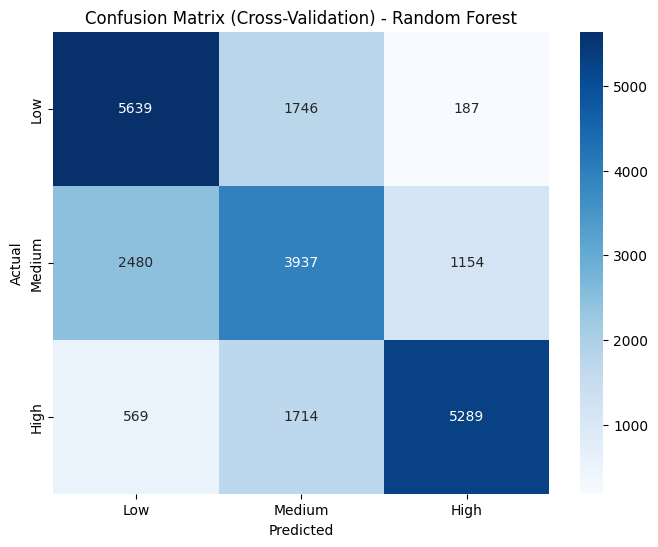 Confusion Matrix (Cross-Validation) - Random Forest
Low
5639
1746
187
5000
4000
Actual
Medium
2480
3937
1154
3000
2000
High
569
1714
5289
1000
Low
Medium
High
Predicted